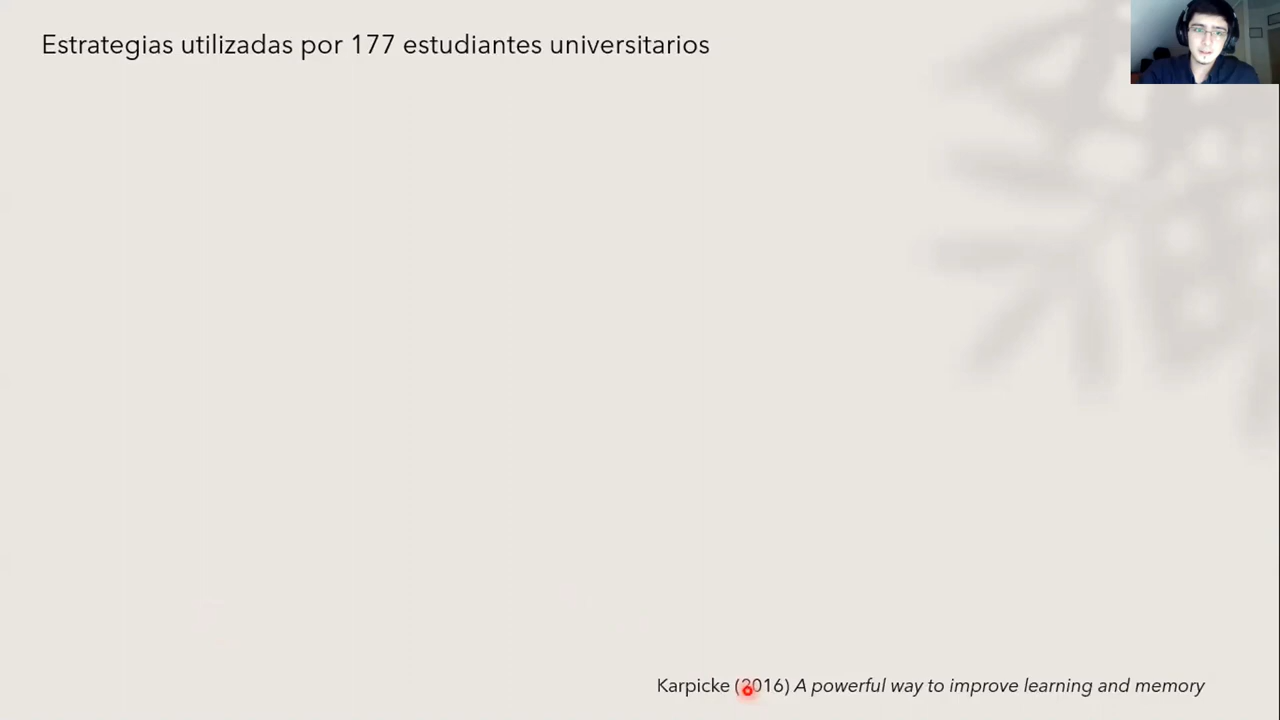 Estrategias utilizadas por 177 estudiantes universitarios
Karpicke (2016) A powerful way to improve learning and memory